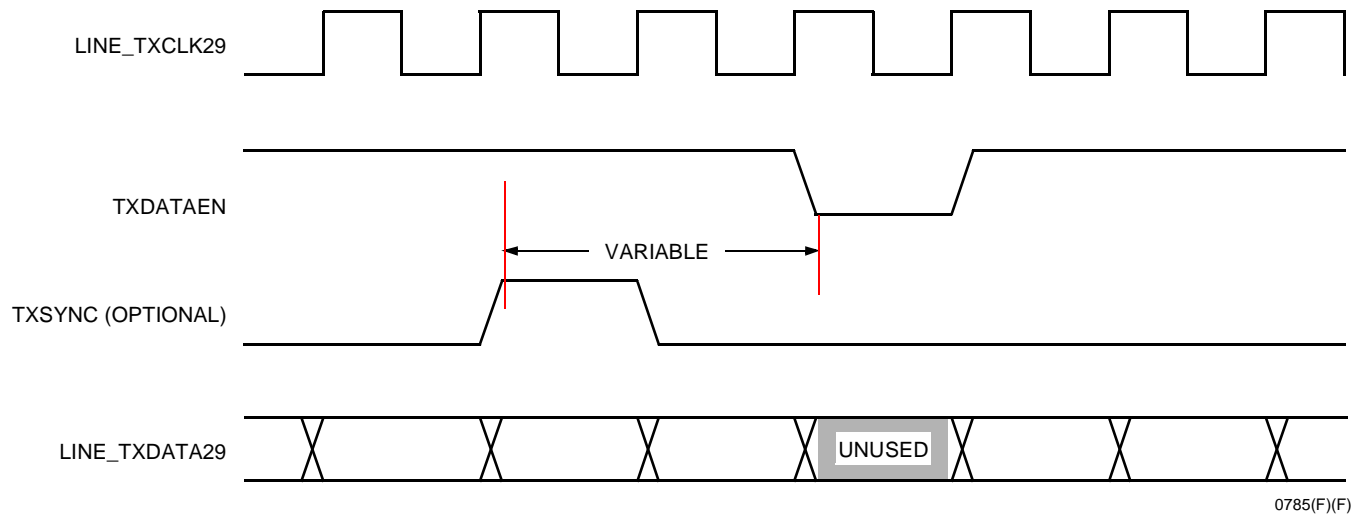 LINE_TXCLK29
TXDATAEN
VARIABLE
TXSYNC (OPTIONAL)
LINE_TXDATA29
UNUSED
0785(F)(F)